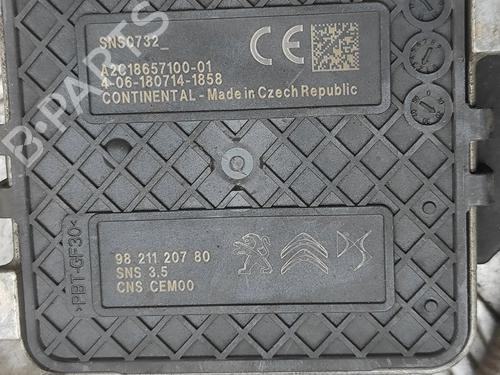 SNS0732_
A2C18657100-01
4-06-180714-1858
CONTINENTAL - Made in Czech Republic
CE
>PBT-GF30<
98 211 207 80
SNS 3.5
CNS CEM00
B-PARTS